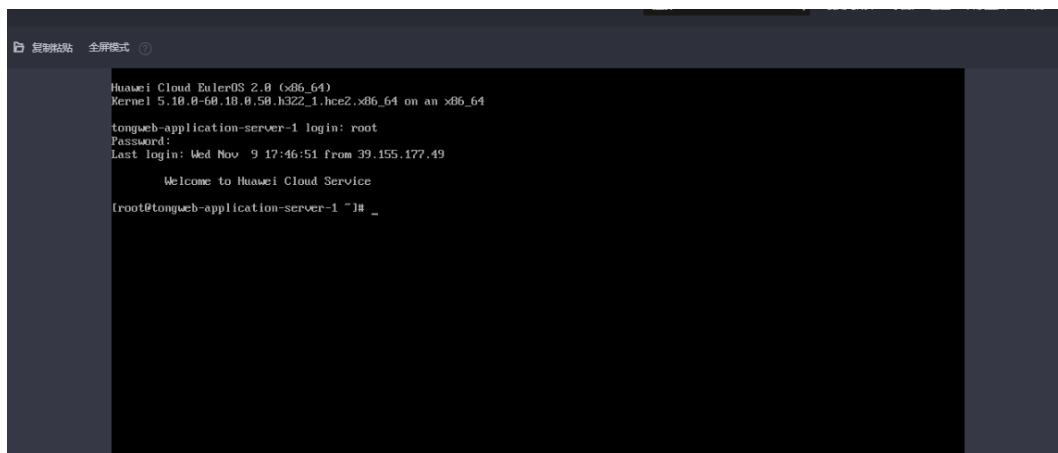 复制粘贴 全屏模式 ?
Huawei Cloud EulerOS 2.0 (x86_64)
Kernel 5.10.0-60.18.0.50.h322_1.hce2.x86_64 on an x86_64
tongweb-application-server-1 login: root
Password:
Last login: Wed Nov  9 17:46:51 from 39.155.177.49
Welcome to Huawei Cloud Service
[root@tongweb-application-server-1 ~]# _